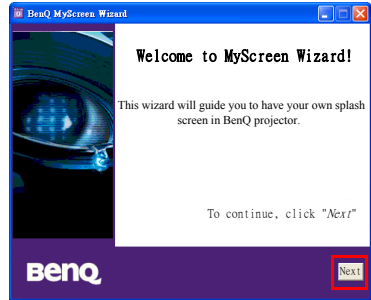 BenQ MyScreen Wizard
Welcome to MyScreen Wizard!
This wizard will guide you to have your own splash
screen in BenQ projector.
To continue, click "Next"
BenQ
Next